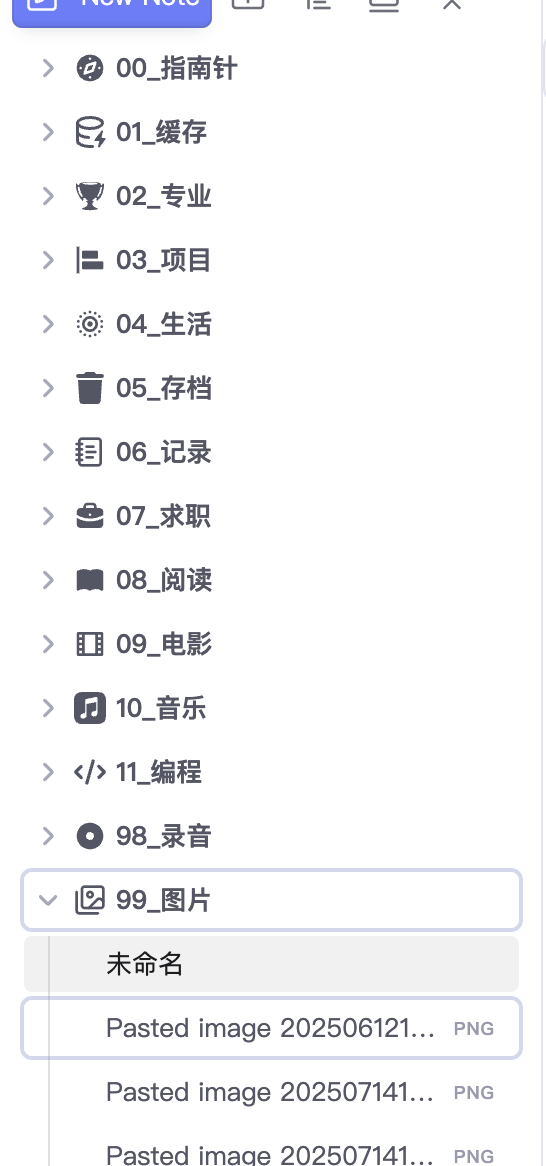 New Note
00_指南针
01_缓存
02_专业
03_项目
04_生活
05_存档
06_记录
07_求职
08_阅读
09_电影
10_音乐
11_编程
98_录音
99_图片
未命名
Pasted image 202506121... PNG
Pasted image 202507141... PNG
Pasted image 202507141... PNG